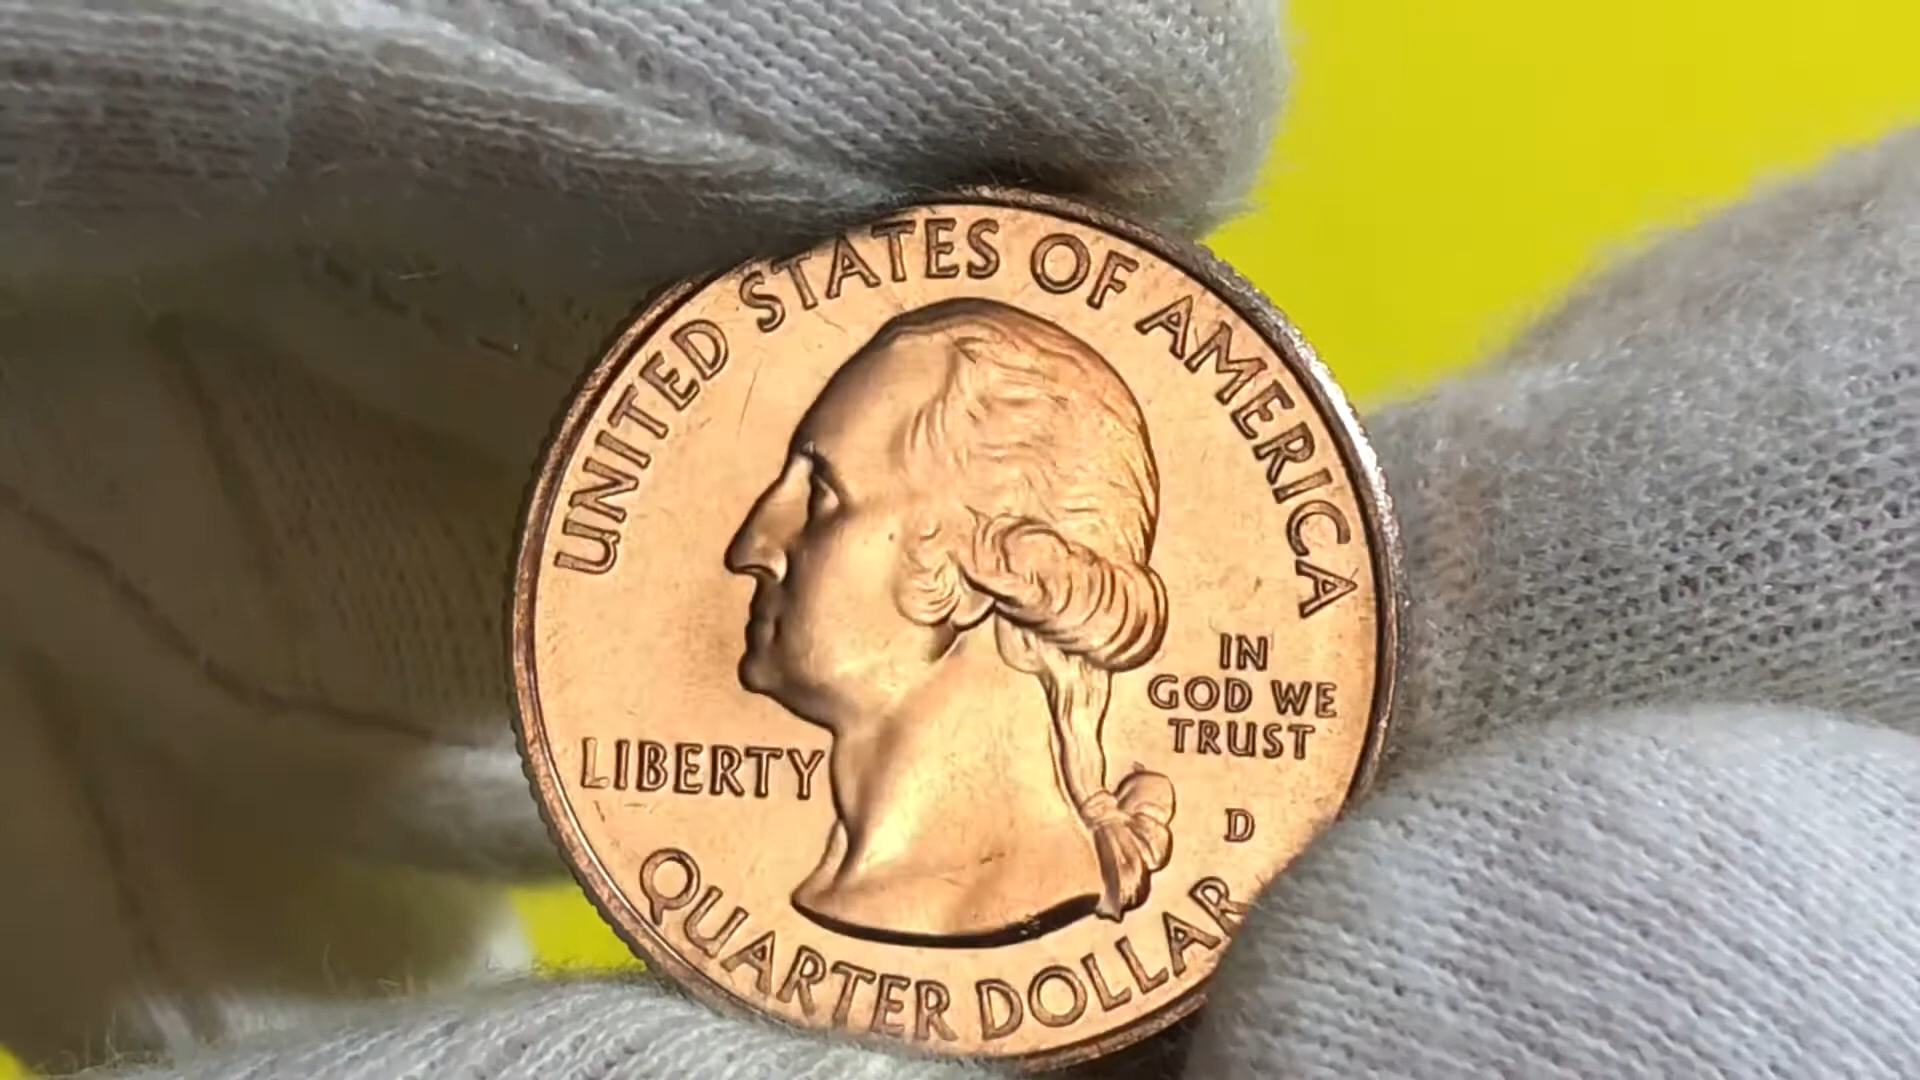 UNITED STATES OF AMERICA
LIBERTY
IN
GOD WE
TRUST
D
QUARTER DOLLAR